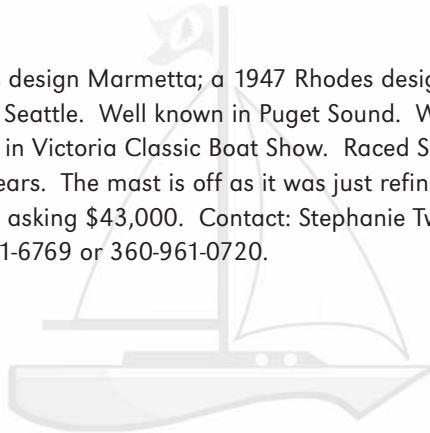 design Marmetta; a 1947 Rhodes desig
Seattle. Well known in Puget Sound. W
in Victoria Classic Boat Show. Raced S
ears. The mast is off as it was just refin
asking $43,000. Contact: Stephanie Tw
1-6769 or 360-961-0720.